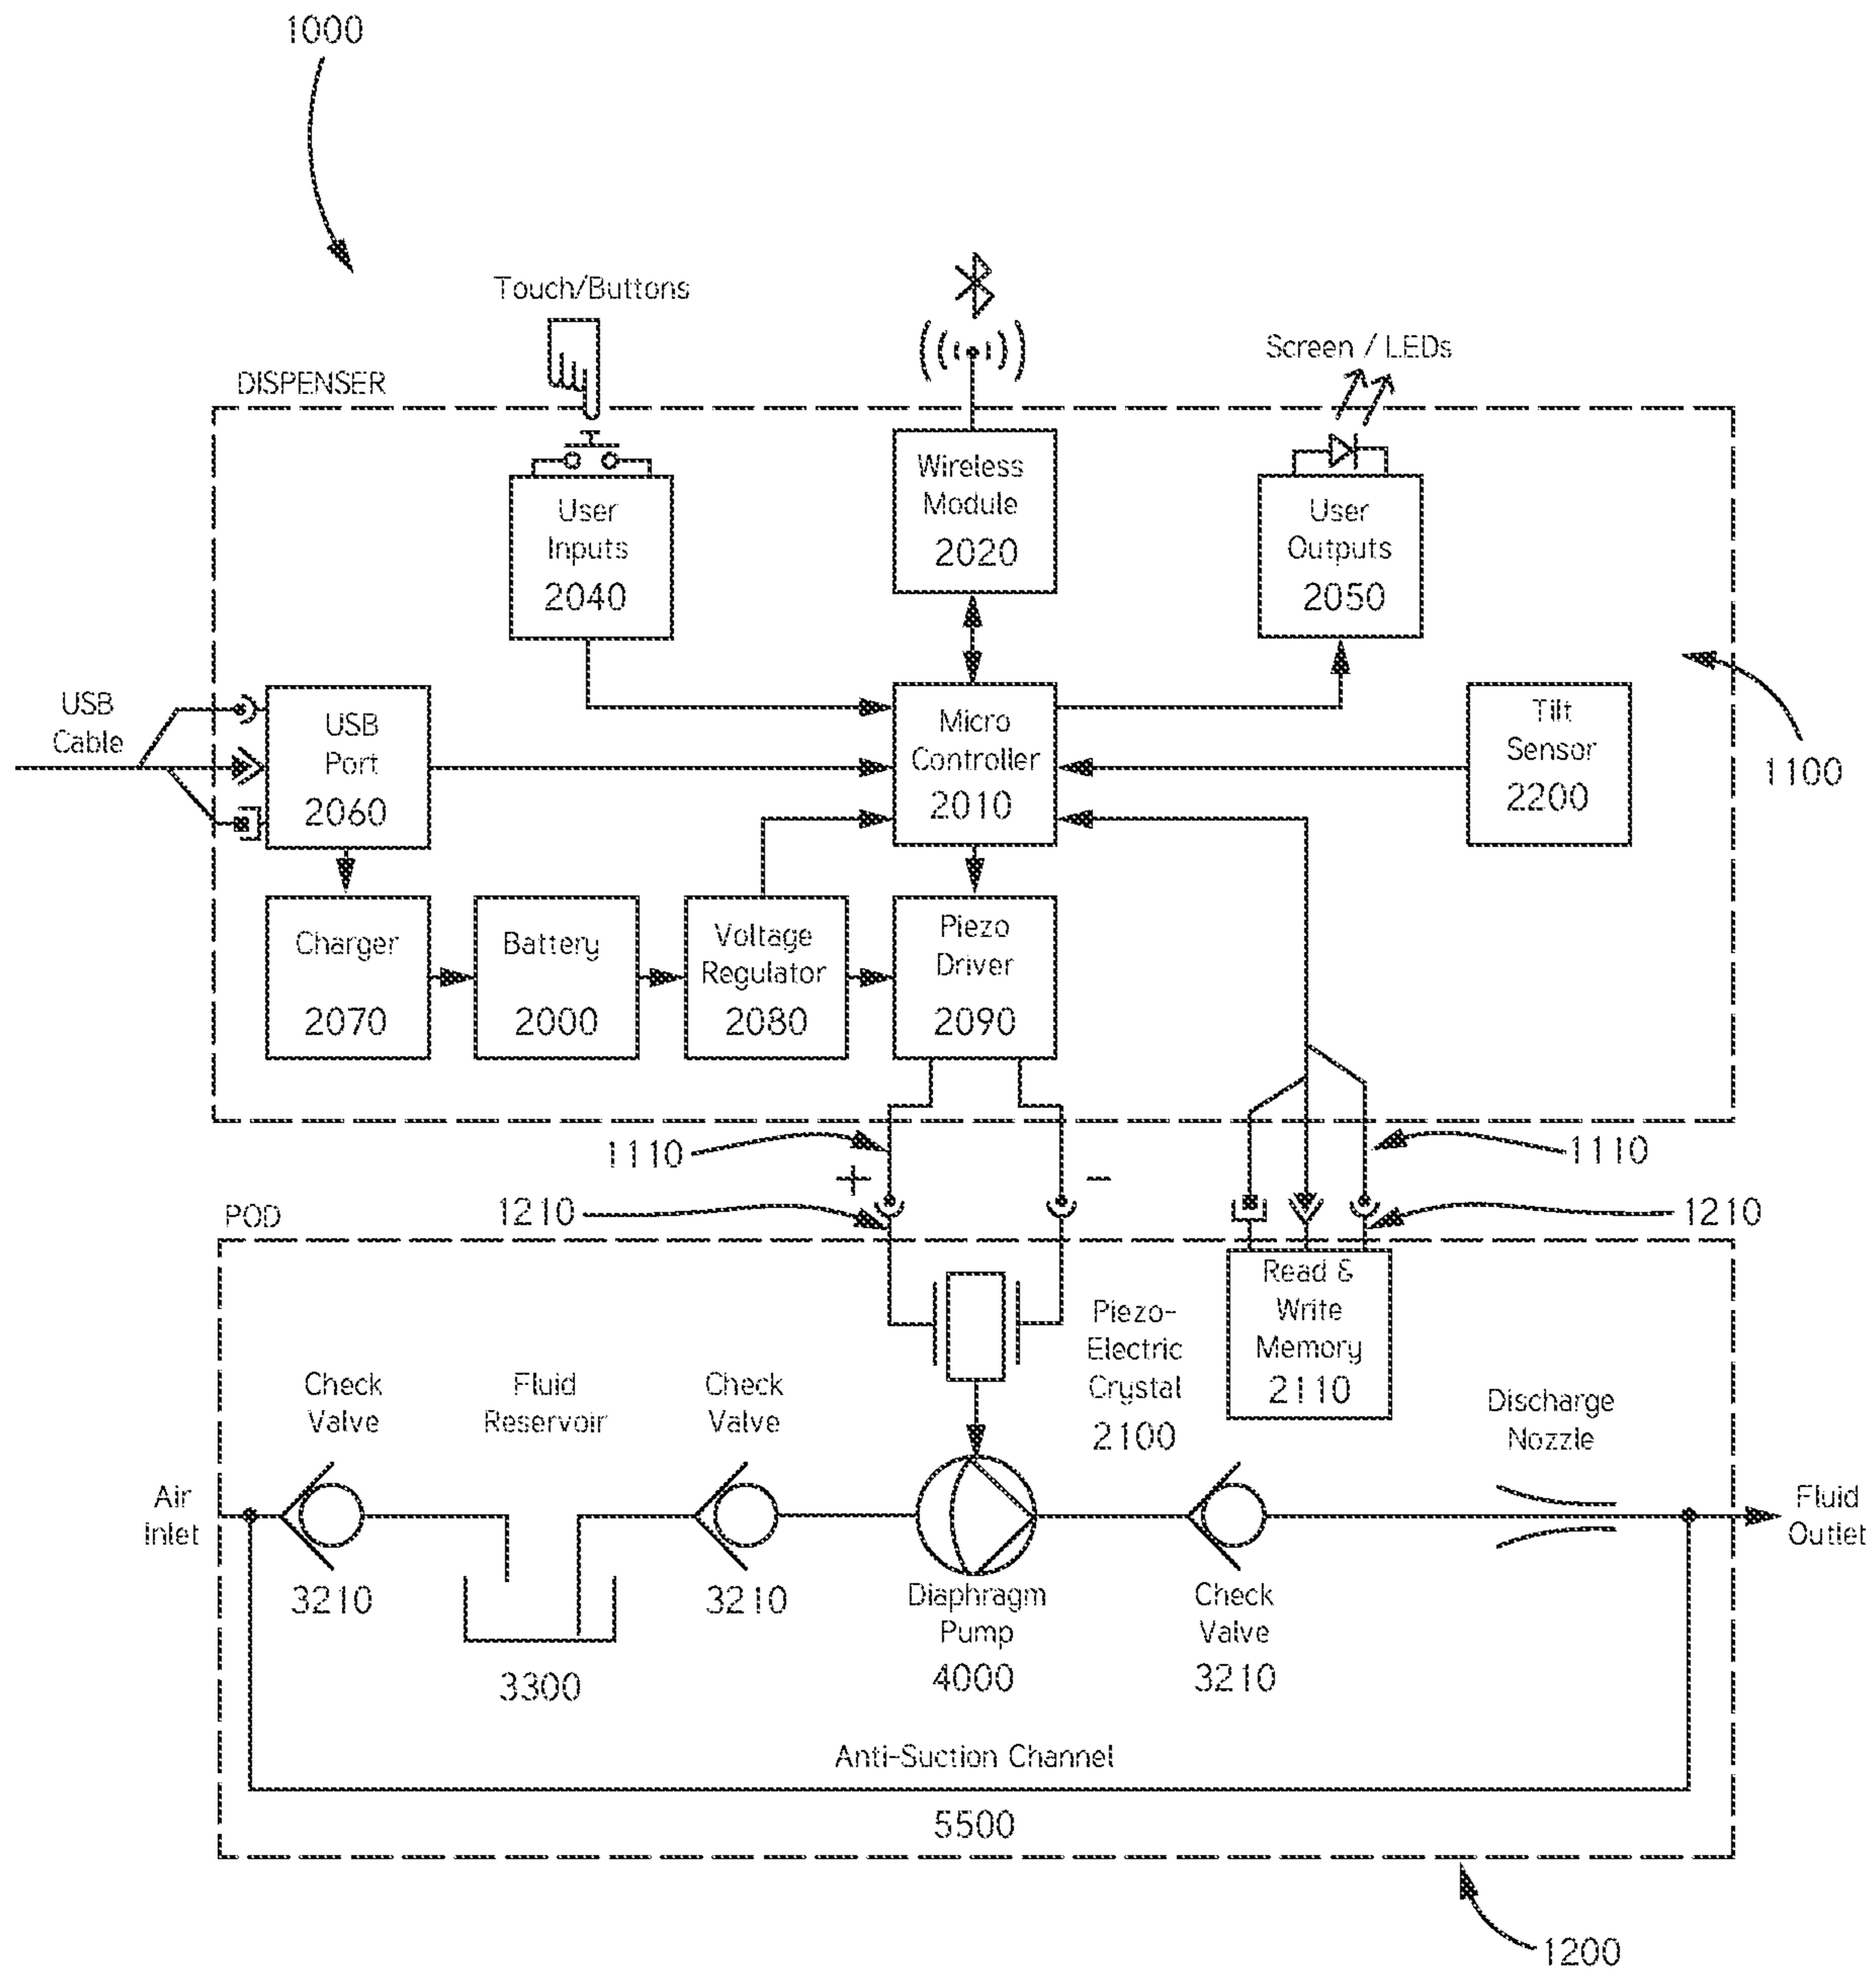 1000
Touch/Buttons
Screen / LEDs
DISPENSER
User
Inputs
2040
Wireless
Module
2020
User
Outputs
2050
USB
Cable
USB
Port
2060
Micro
Controller
2010
Tilt
Sensor
2200
1100
Charger
2070
Battery
2000
Voltage
Regulator
2080
Piezo
Driver
2090
1110
1110
+
-
1210
1210
POD
Read &
Write
Memory
2110
Piezo-
Electric
Crystal
2100
Check
Valve
Fluid
Reservoir
Check
Valve
Discharge
Nozzle
Air
Inlet
Fluid
Outlet
3210
3300
3210
Diaphragm
Pump
4000
Check
Valve
3210
Anti-Suction Channel
5500
1200